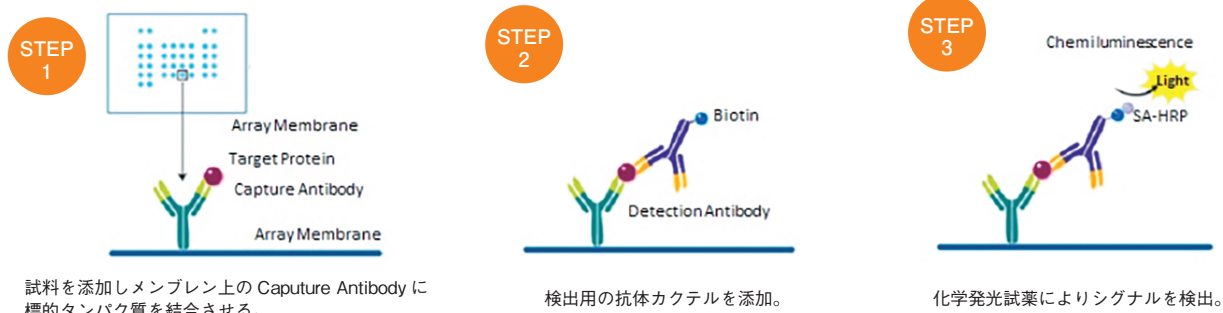 STEP
1
Array Membrane
Target Protein
Capture Antibody
Array Membrane
試料を添加しメンブレン上の Caputure Antibody に
標的タンパク質を結合させる。
STEP
2
Biotin
Detection Antibody
検出用の抗体カクテルを添加。
STEP
3
Chemiluminescence
Light
SA-HRP
化学発光試薬によりシグナルを検出。